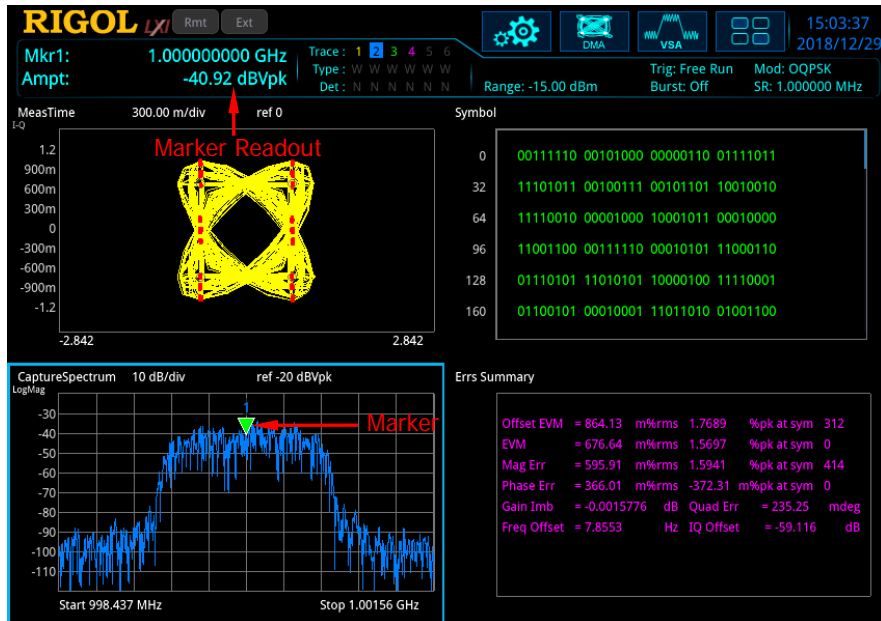 RIGOL LXI Rmt Ext
DMA VSA
15:03:37
2018/12/29
Mkr1: 1.000000000 GHz
Ampt: -40.92 dBVpk
Trace : 1 2 3 4 5 6
Type : W W W W W W
Det : N N N N N N
Range: -15.00 dBm
Trig: Free Run
Burst: Off
Mod: OQPSK
SR: 1.000000 MHz
MeasTime 300.00 m/div ref 0
I-Q
Marker Readout
1.2
900m
600m
300m
0
-300m
-600m
-900m
-1.2
-2.842 2.842
Symbol
0 00111110 00101000 00000110 01111011
32 11101011 00100111 00101101 10010010
64 11110010 00001000 10001011 00010000
96 11001100 00111110 00010101 11000110
128 01110101 11010101 10000100 11110001
160 01100101 00010001 11011010 01001100
CaptureSpectrum 10 dB/div ref -20 dBVpk
LogMag
1
Marker
-30
-40
-50
-60
-70
-80
-90
-100
-110
Start 998.437 MHz Stop 1.00156 GHz
Errs Summary
Offset EVM = 864.13 m%rms 1.7689 %pk at sym 312
EVM = 676.64 m%rms 1.5697 %pk at sym 0
Mag Err = 595.91 m%rms 1.5941 %pk at sym 414
Phase Err = 366.01 m%rms -372.31 m%pk at sym 0
Gain Imb = -0.0015776 dB Quad Err = 235.25 mdeg
Freq Offset = 7.8553 Hz IQ Offset = -59.116 dB